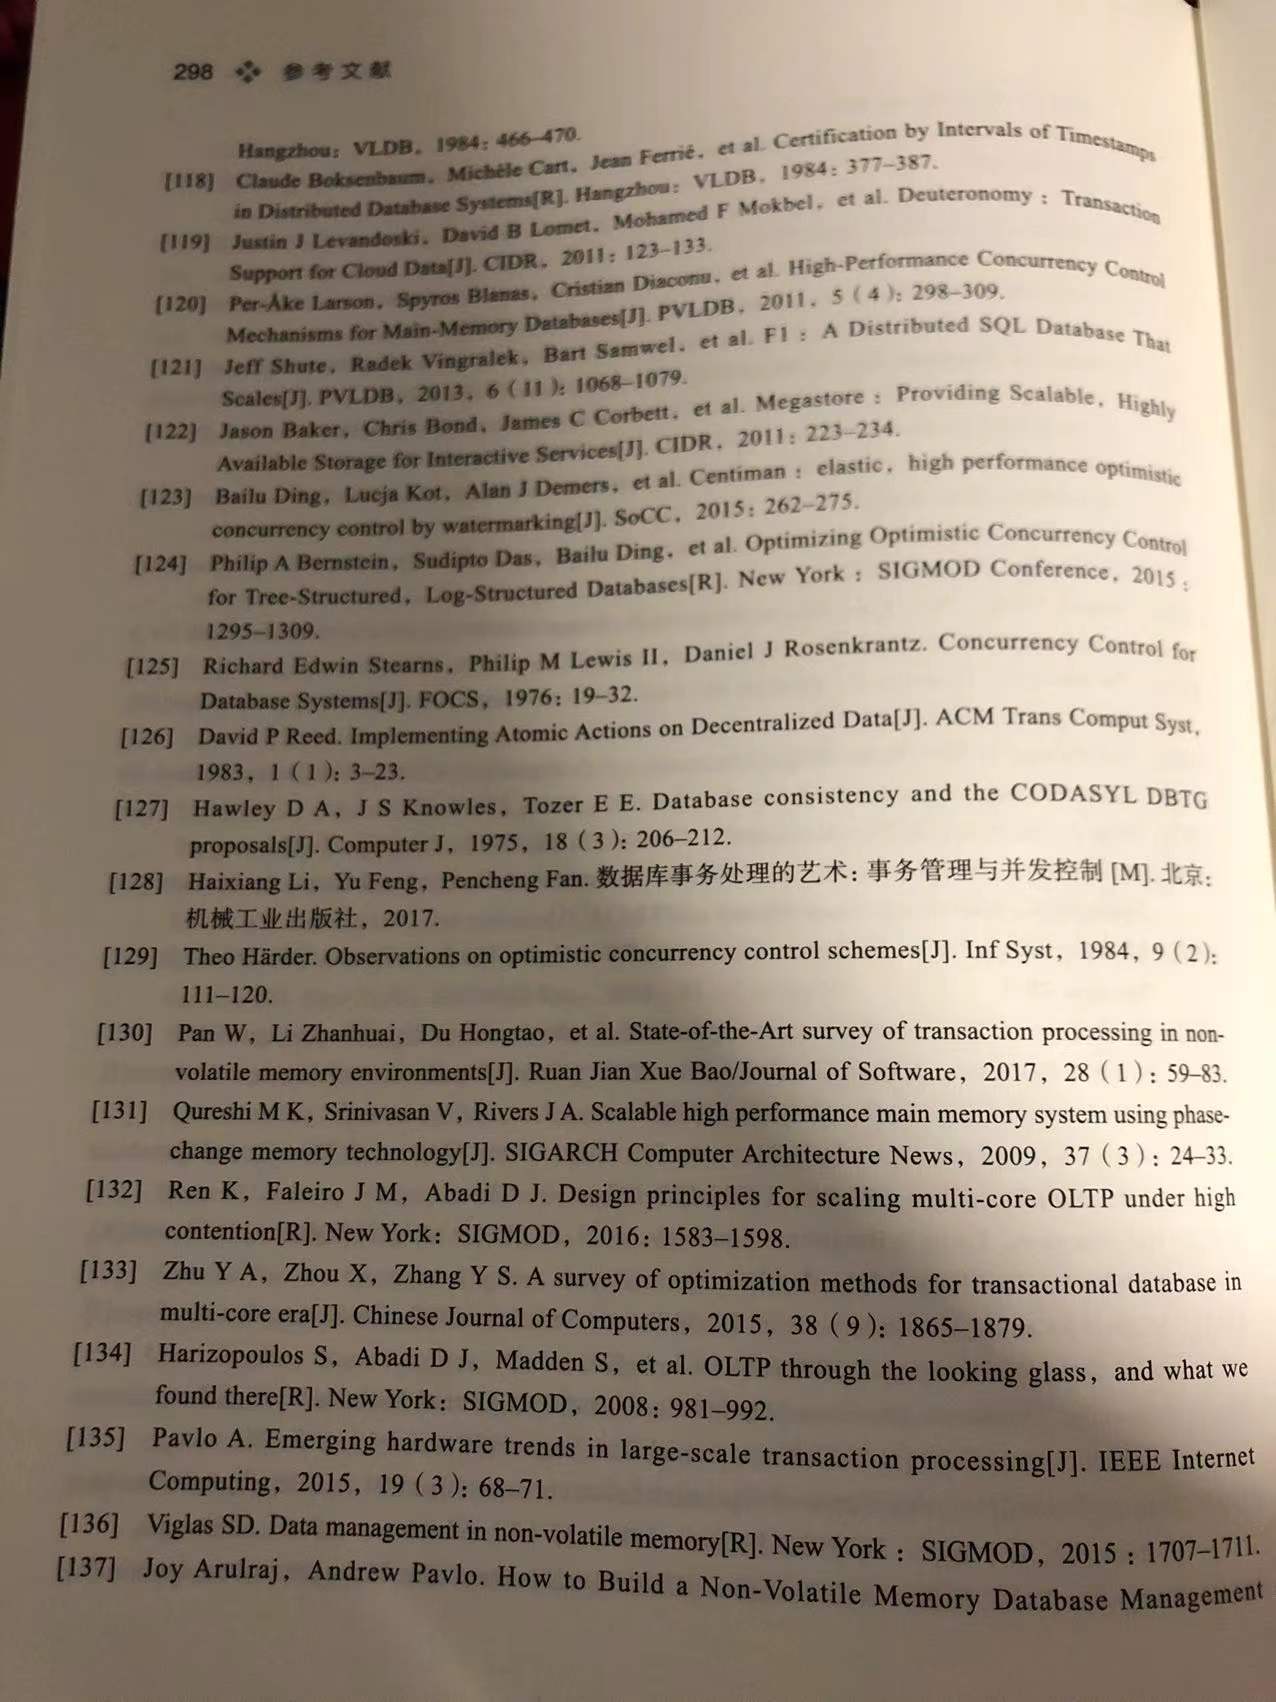 298 参考文献
Hangzhou: VLDB, 1984: 466–470.
[118] Claude Boksenbaum, Michèle Cart, Jean Ferrié, et al. Certification by Intervals of Timestamps
in Distributed Database Systems[R]. Hangzhou: VLDB, 1984: 377–387.
[119] Justin J Levandoski, David B Lomet, Mohamed F Mokbel, et al. Deuteronomy : Transaction
Support for Cloud Data[J]. CIDR, 2011: 123–133.
[120] Per-Åke Larson, Spyros Blanas, Cristian Diaconu, et al. High-Performance Concurrency Control
Mechanisms for Main-Memory Databases[J]. PVLDB, 2011, 5 (4): 298–309.
[121] Jeff Shute, Radek Vingralek, Bart Samwel, et al. F1 : A Distributed SQL Database That
Scales[J]. PVLDB, 2013, 6 (11): 1068–1079.
[122] Jason Baker, Chris Bond, James C Corbett, et al. Megastore : Providing Scalable, Highly
Available Storage for Interactive Services[J]. CIDR, 2011: 223–234.
[123] Bailu Ding, Lucja Kot, Alan J Demers, et al. Centiman : elastic, high performance optimistic
concurrency control by watermarking[J]. SoCC, 2015: 262–275.
[124] Philip A Bernstein, Sudipto Das, Bailu Ding, et al. Optimizing Optimistic Concurrency Control
for Tree-Structured, Log-Structured Databases[R]. New York : SIGMOD Conference, 2015 :
1295–1309.
[125] Richard Edwin Stearns, Philip M Lewis II, Daniel J Rosenkrantz. Concurrency Control for
Database Systems[J]. FOCS, 1976: 19–32.
[126] David P Reed. Implementing Atomic Actions on Decentralized Data[J]. ACM Trans Comput Syst,
1983, 1 (1): 3–23.
[127] Hawley D A, J S Knowles, Tozer E E. Database consistency and the CODASYL DBTG
proposals[J]. Computer J, 1975, 18 (3): 206–212.
[128] Haixiang Li, Yu Feng, Pencheng Fan. 数据库事务处理的艺术: 事务管理与并发控制 [M]. 北京:
机械工业出版社, 2017.
[129] Theo Härder. Observations on optimistic concurrency control schemes[J]. Inf Syst, 1984, 9 (2):
111–120.
[130] Pan W, Li Zhanhuai, Du Hongtao, et al. State-of-the-Art survey of transaction processing in non-
volatile memory environments[J]. Ruan Jian Xue Bao/Journal of Software, 2017, 28 (1): 59–83.
[131] Qureshi M K, Srinivasan V, Rivers J A. Scalable high performance main memory system using phase-
change memory technology[J]. SIGARCH Computer Architecture News, 2009, 37 (3): 24–33.
[132] Ren K, Faleiro J M, Abadi D J. Design principles for scaling multi-core OLTP under high
contention[R]. New York: SIGMOD, 2016: 1583–1598.
[133] Zhu Y A, Zhou X, Zhang Y S. A survey of optimization methods for transactional database in
multi-core era[J]. Chinese Journal of Computers, 2015, 38 (9): 1865–1879.
[134] Harizopoulos S, Abadi D J, Madden S, et al. OLTP through the looking glass, and what we
found there[R]. New York: SIGMOD, 2008: 981–992.
[135] Pavlo A. Emerging hardware trends in large-scale transaction processing[J]. IEEE Internet
Computing, 2015, 19 (3): 68–71.
[136] Viglas SD. Data management in non-volatile memory[R]. New York : SIGMOD, 2015 : 1707–1711.
[137] Joy Arulraj, Andrew Pavlo. How to Build a Non-Volatile Memory Database Management